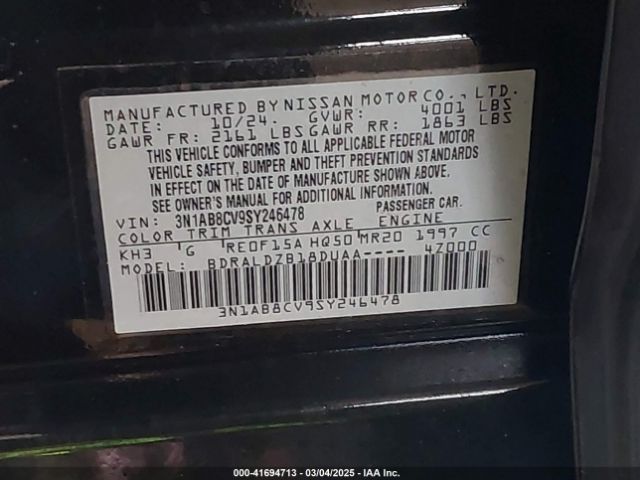 MANUFACTURED BY NISSAN MOTOR CO., LTD.
DATE: 10/24. GVWR: 4001 LBS
GAWR FR: 2161 LBS GAWR RR: 1863 LBS
THIS VEHICLE CONFORMS TO ALL APPLICABLE FEDERAL MOTOR
VEHICLE SAFETY, BUMPER AND THEFT PREVENTION STANDARDS
IN EFFECT ON THE DATE OF MANUFACTURE SHOWN ABOVE.
SEE OWNER'S MANUAL FOR ADDITIONAL INFORMATION.
VIN: 3N1AB8CV9SY246478 PASSENGER CAR.
COLOR TRIM TRANS AXLE ENGINE
KH3 G RE0F15A HQ50 MR20 1997 CC
MODEL: BDRALDZB18DUAA---- 4Z000
3N1AB8CV9SY246478
000-41694713 - 03/04/2025 - IAA Inc.